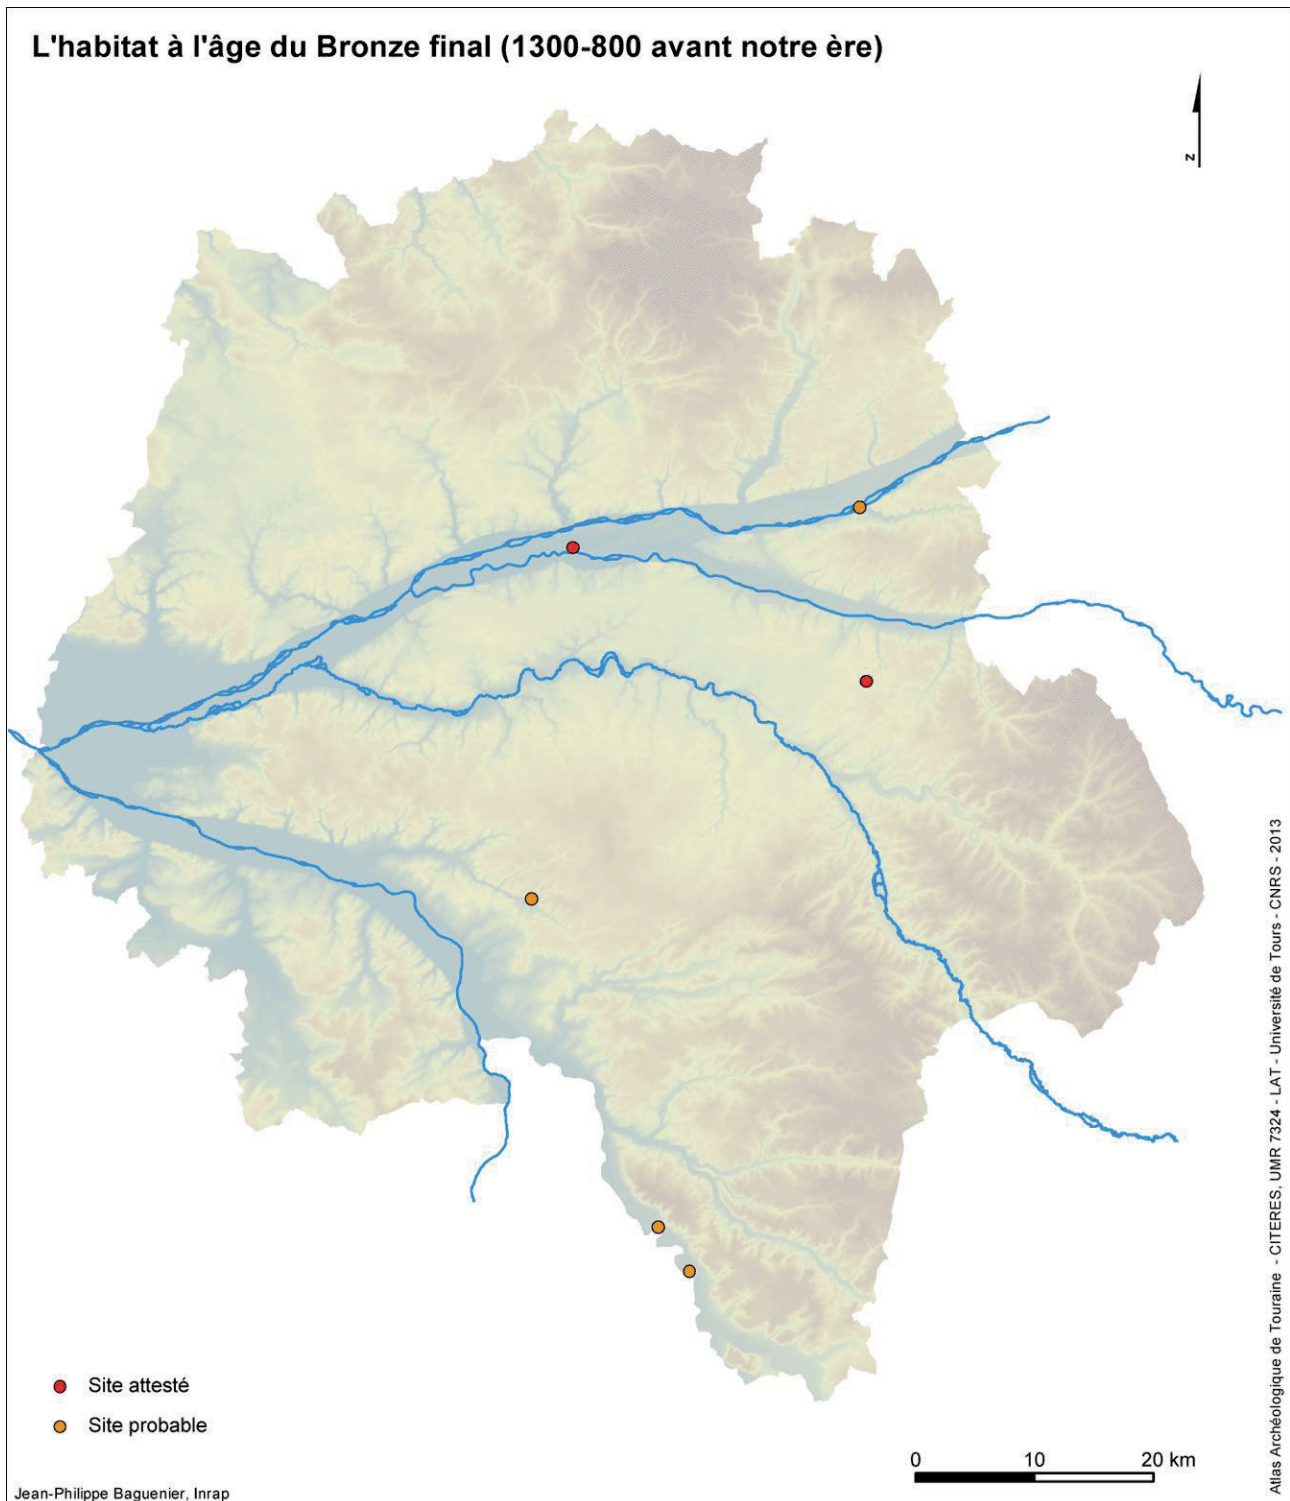 L'habitat à l'âge du Bronze final (1300-800 avant notre ère)
N
Site attesté
Site probable
0 10 20 km
Jean-Philippe Baguenier, Inrap
Atlas Archéologique de Touraine - CITERES, UMR 7324 - LAT - Université de Tours - CNRS - 2013